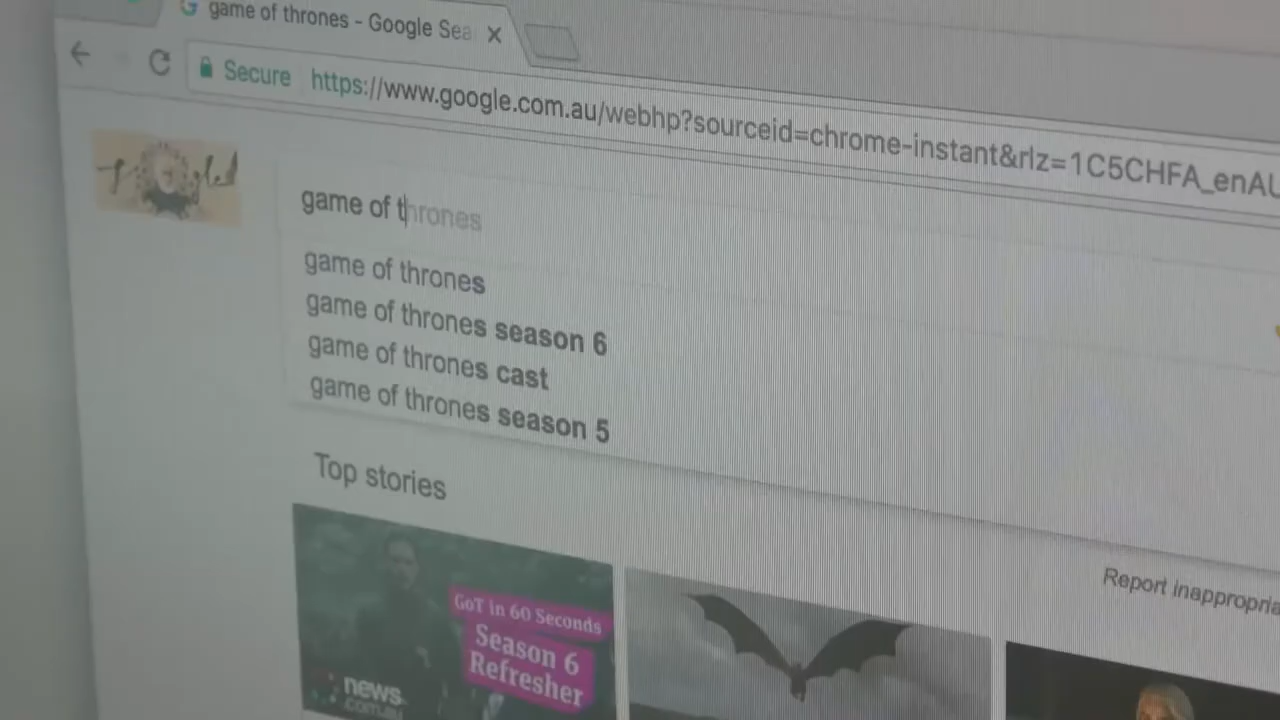 game of thrones - Google Sea
Secure https://www.google.com.au/webhp?sourceid=chrome-instant&rlz=1C5CHFA_enAU
game of thrones
game of thrones
game of thrones season 6
game of thrones cast
game of thrones season 5
Top stories
Report inappropria
GoT in 60 Seconds
Season 6
Refresher
news
.com.au